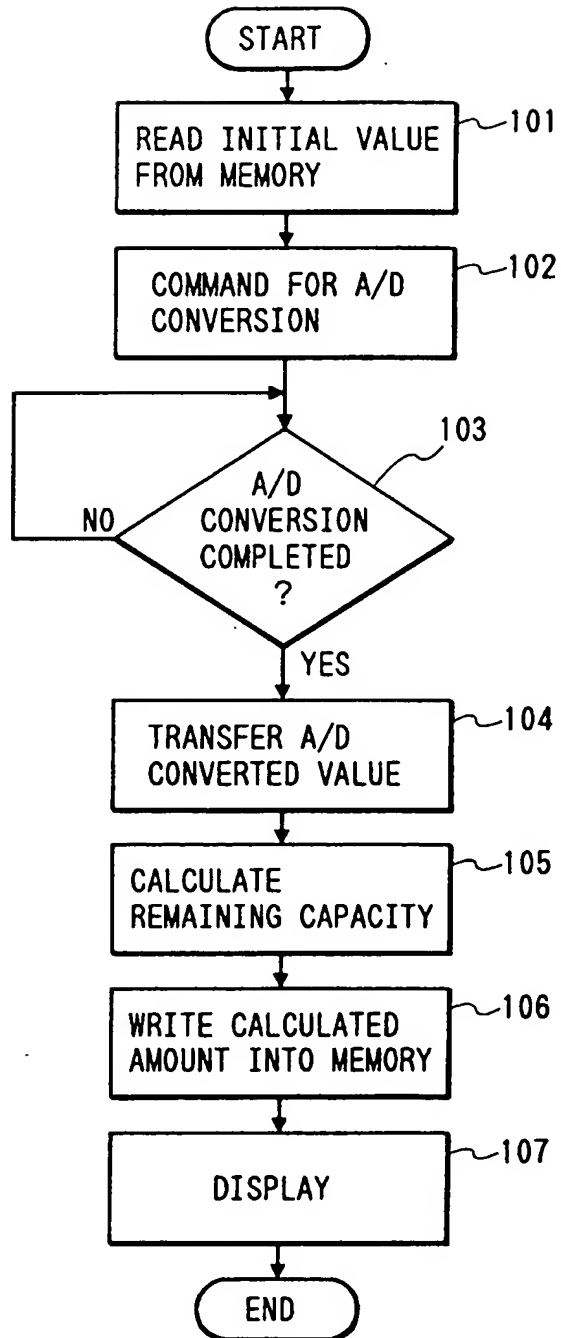 START
READ INITIAL VALUE
FROM MEMORY
101
COMMAND FOR A/D
CONVERSION
102
A/D
CONVERSION
COMPLETED
?
103
NO
YES
TRANSFER A/D
CONVERTED VALUE
104
CALCULATE
REMAINING CAPACITY
105
WRITE CALCULATED
AMOUNT INTO MEMORY
106
DISPLAY
107
END